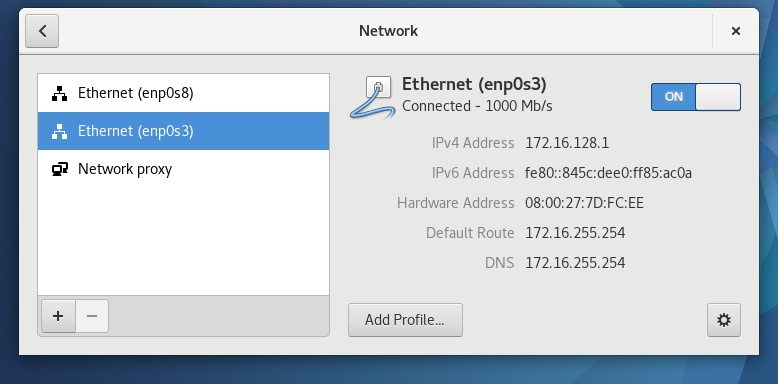 Network
Ethernet (enp0s8)
Ethernet (enp0s3)
Network proxy
Ethernet (enp0s3)
Connected - 1000 Mb/s
ON
IPv4 Address 172.16.128.1
IPv6 Address fe80::845c:dee0:ff85:ac0a
Hardware Address 08:00:27:7D:FC:EE
Default Route 172.16.255.254
DNS 172.16.255.254
Add Profile...